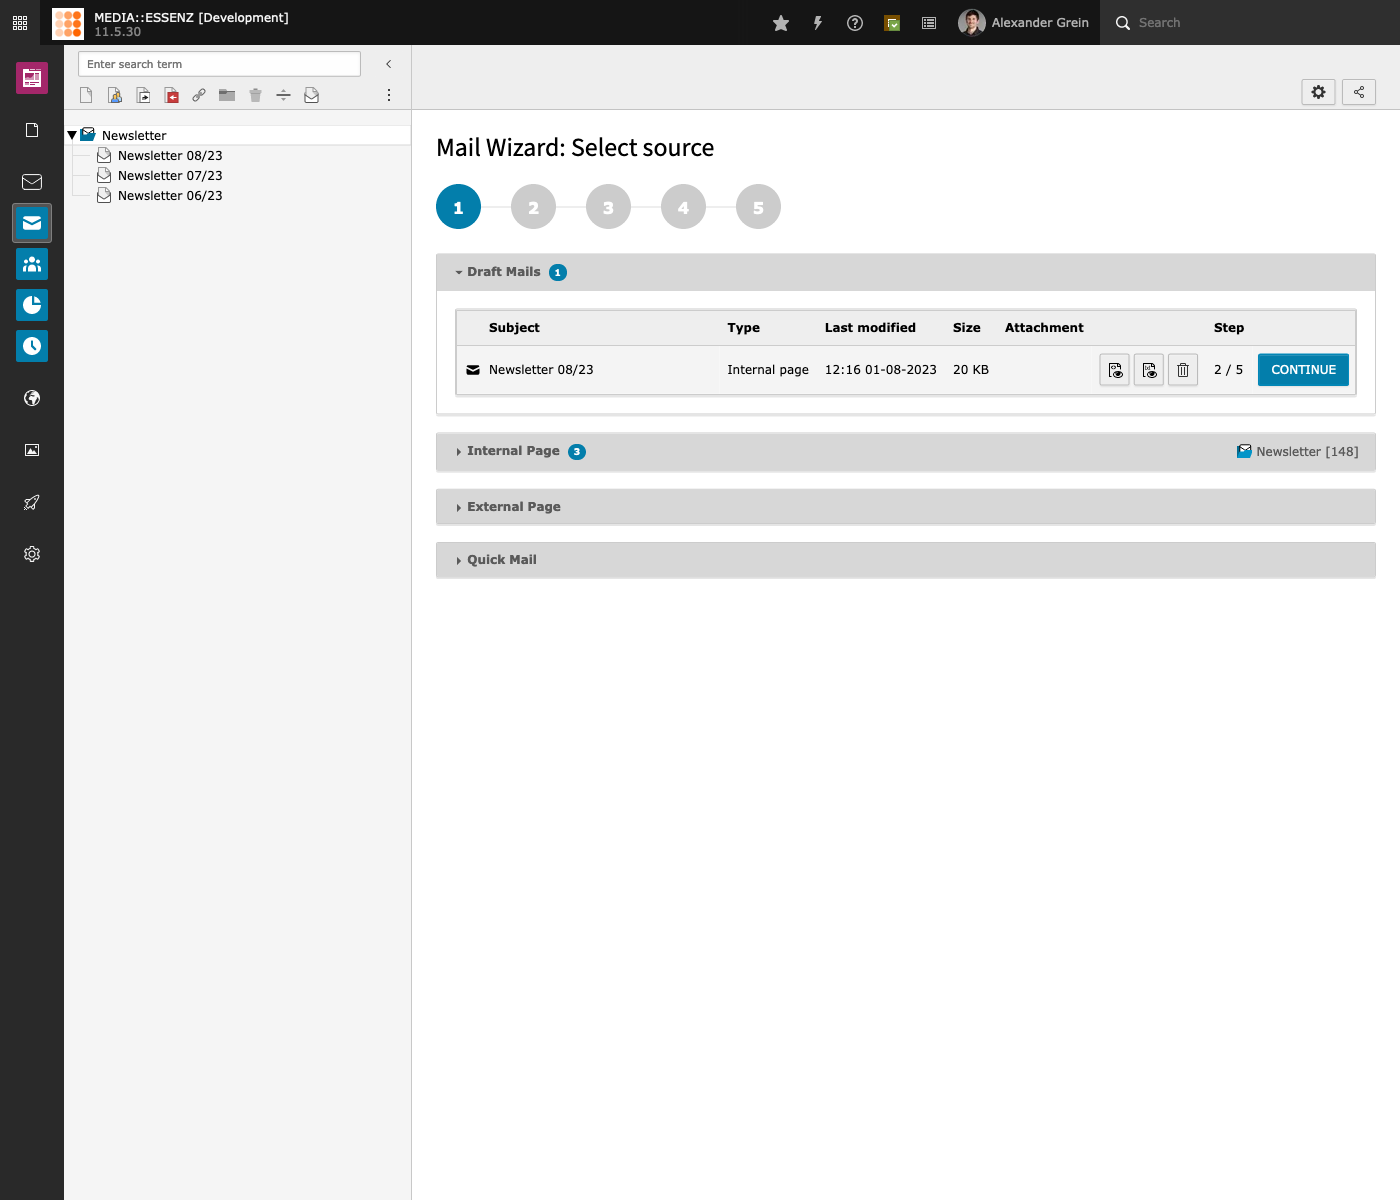 MEDIA::ESSENZ [Development]
11.5.30
Alexander Grein
Search
Enter search term
Newsletter
Newsletter 08/23
Newsletter 07/23
Newsletter 06/23
Mail Wizard: Select source
1 2 3 4 5
Draft Mails 1
Subject Type Last modified Size Attachment Step
Newsletter 08/23 Internal page 12:16 01-08-2023 20 KB 2 / 5 CONTINUE
Internal Page 3 Newsletter [148]
External Page
Quick Mail